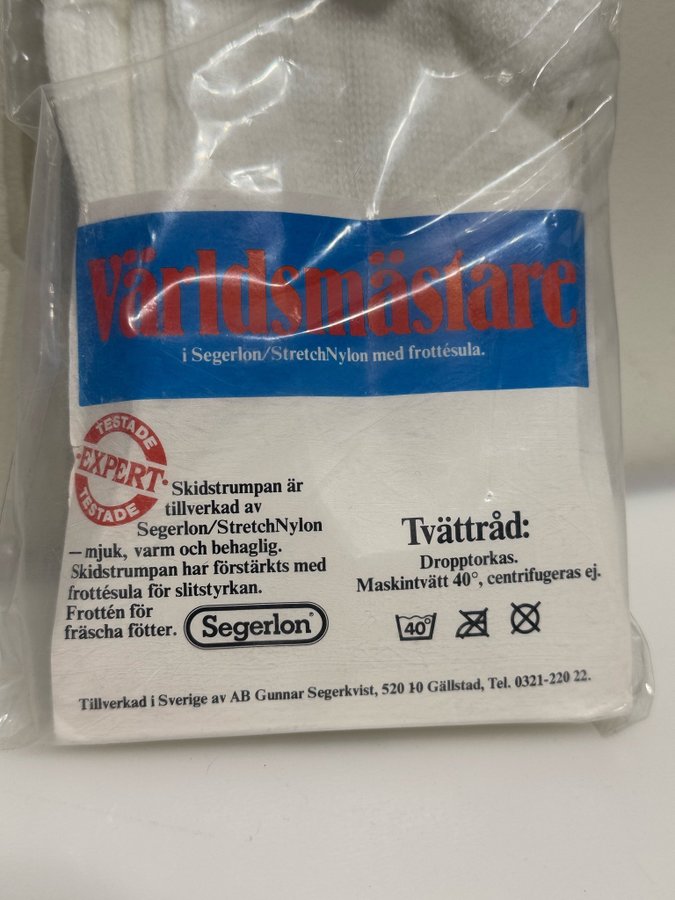 Världsmästare
i Segerlon/StretchNylon med frottésula.
TESTADE
EXPERT
TESTADE
Skidstrumpan är
tillverkad av
Segerlon/StretchNylon
—mjuk, varm och behaglig.
Skidstrumpan har förstärkts med
frottésula för slitstyrkan.
Frottén för
fräscha fötter.
Segerlon®
Tvättråd:
Dropptorkas.
Maskintvätt 40°, centrifugeras ej.
40°
Tillverkad i Sverige av AB Gunnar Segerkvist, 520 10 Gällstad, Tel. 0321-220 22.